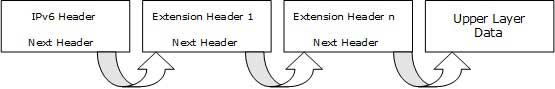 IPv6 Header
Next Header
Extension Header 1
Next Header
Extension Header n
Next Header
Upper Layer
Data